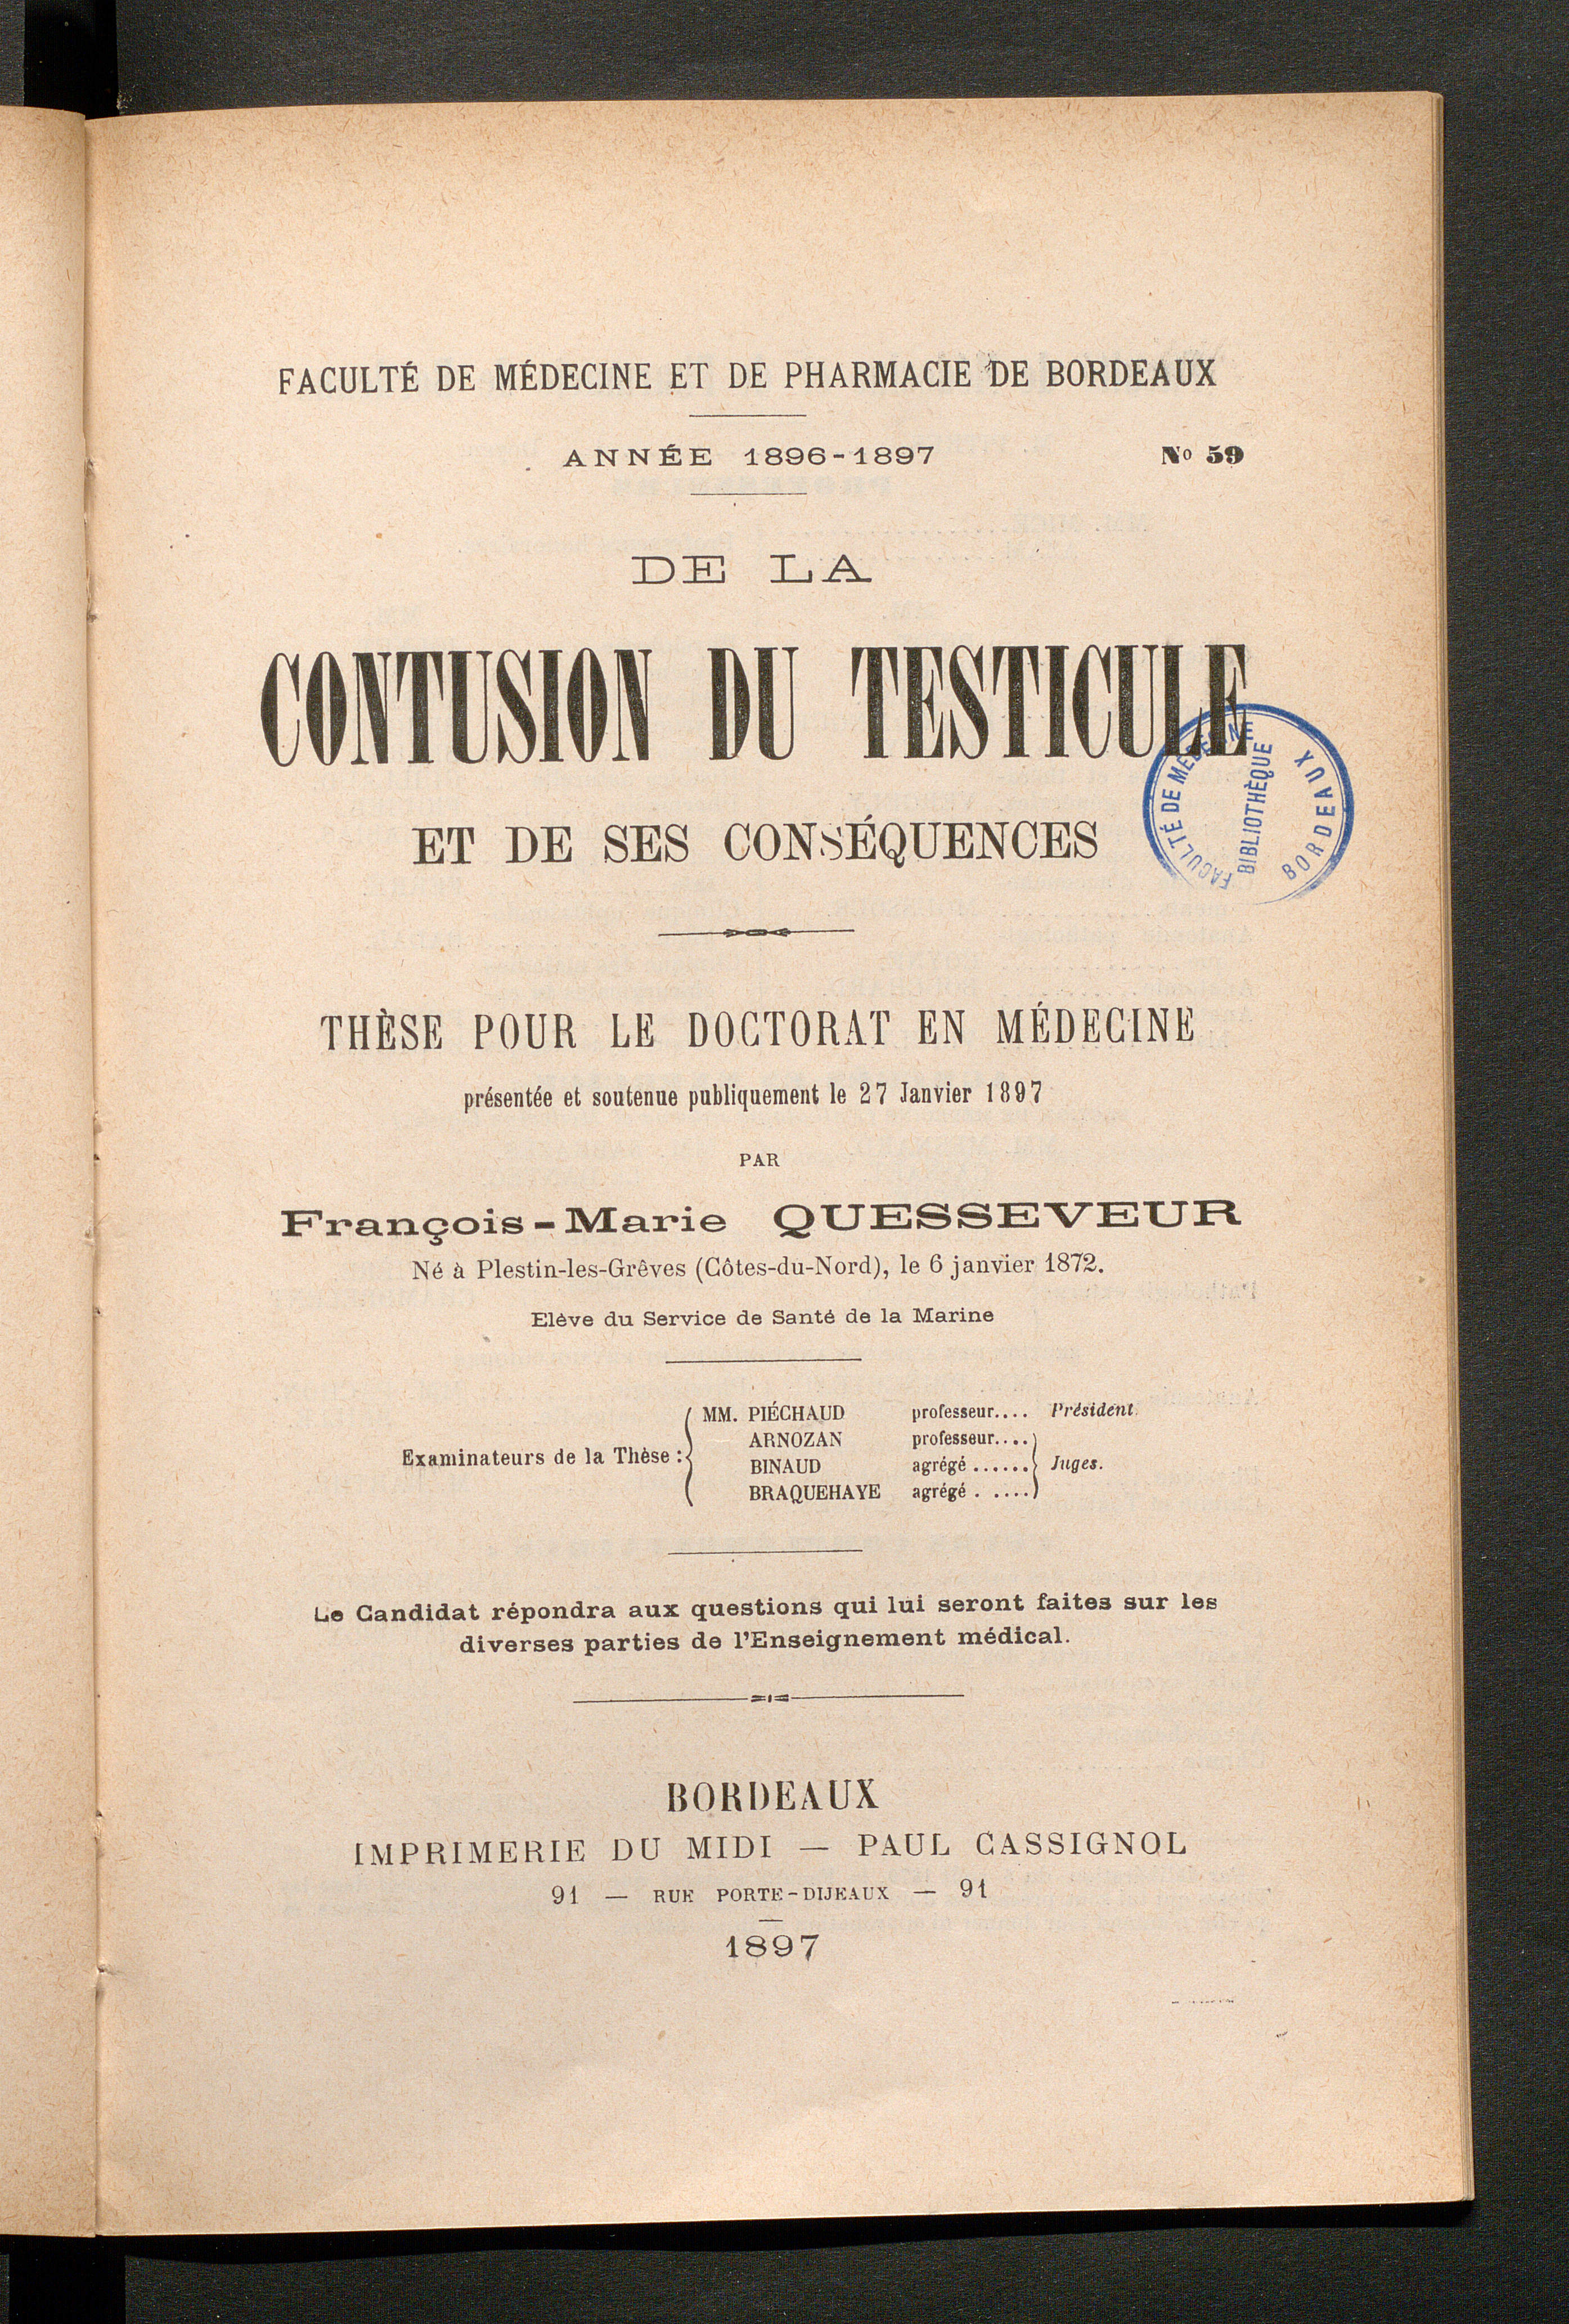 FACULTÉ DE MÉDECINE ET DE PHARMACIE DE BORDEAUX
ANNÉE 1896-1897 No 59
DE LA
CONTUSION DU TESTICULE
ET DE SES CONSÉQUENCES
FACULTÉ DE MÉDECINE
BIBLIOTHÈQUE
BORDEAUX
THÈSE POUR LE DOCTORAT EN MÉDECINE
présentée et soutenue publiquement le 27 Janvier 1897
PAR
François-Marie QUESSEVEUR
Né à Plestin-les-Grêves (Côtes-du-Nord), le 6 janvier 1872.
Elève du Service de Santé de la Marine
Examinateurs de la Thèse :
MM. PIÉCHAUD professeur.... Président.
ARNOZAN professeur....
BINAUD agrégé ...... Juges.
BRAQUEHAYE agrégé . ....
Le Candidat répondra aux questions qui lui seront faites sur les
diverses parties de l'Enseignement médical.
BORDEAUX
IMPRIMERIE DU MIDI — PAUL CASSIGNOL
91 — RUE PORTE-DIJEAUX — 91
1897